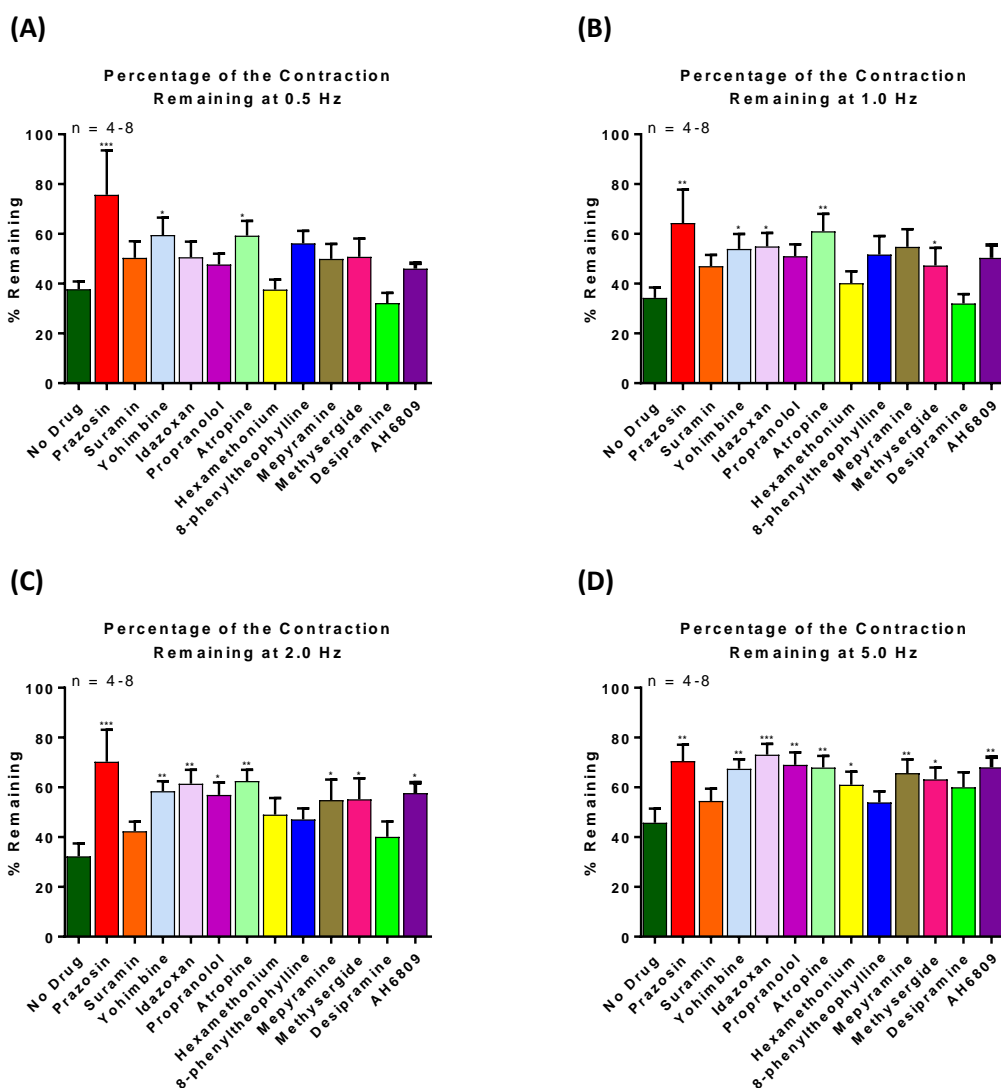 (A)
Percentage of the Contraction
Remaining at 0.5 Hz
n = 4-8
% Remaining
100
80
60
40
20
0
***
*
*
No Drug
Prazosin
Suramin
Yohimbine
Idazoxan
Propranolol
Atropine
Hexamethonium
8-phenyltheophylline
Mepyramine
Methysergide
Desipramine
AH6809
(B)
Percentage of the Contraction
Remaining at 1.0 Hz
n = 4-8
% Remaining
100
80
60
40
20
0
**
*
*
**
*
No Drug
Prazosin
Suramin
Yohimbine
Idazoxan
Propranolol
Atropine
Hexamethonium
8-phenyltheophylline
Mepyramine
Methysergide
Desipramine
AH6809
(C)
Percentage of the Contraction
Remaining at 2.0 Hz
n = 4-8
% Remaining
100
80
60
40
20
0
***
**
**
*
**
*
*
*
No Drug
Prazosin
Suramin
Yohimbine
Idazoxan
Propranolol
Atropine
Hexamethonium
8-phenyltheophylline
Mepyramine
Methysergide
Desipramine
AH6809
(D)
Percentage of the Contraction
Remaining at 5.0 Hz
n = 4-8
% Remaining
100
80
60
40
20
0
**
**
***
**
**
*
**
*
**
No Drug
Prazosin
Suramin
Yohimbine
Idazoxan
Propranolol
Atropine
Hexamethonium
8-phenyltheophylline
Mepyramine
Methysergide
Desipramine
AH6809